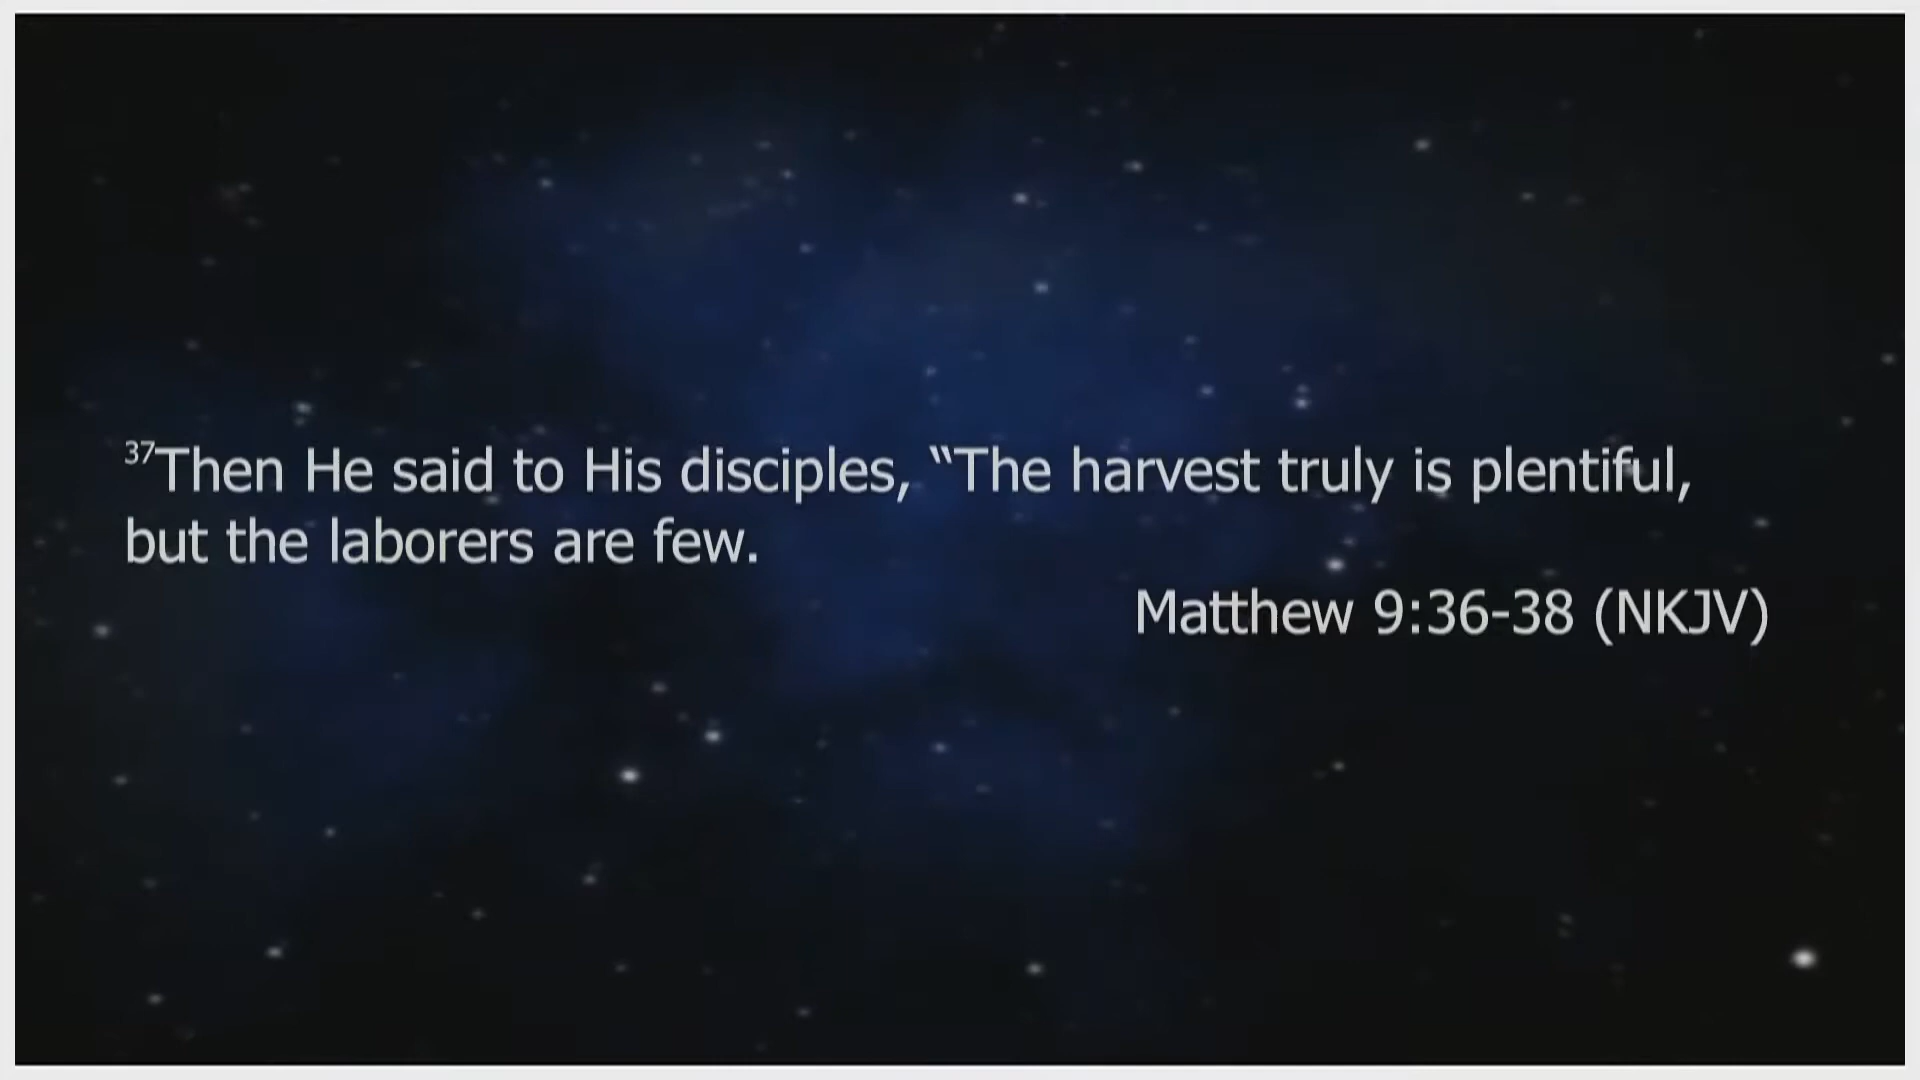 37Then He said to His disciples, “The harvest truly is plentiful,
but the laborers are few.
Matthew 9:36-38 (NKJV)